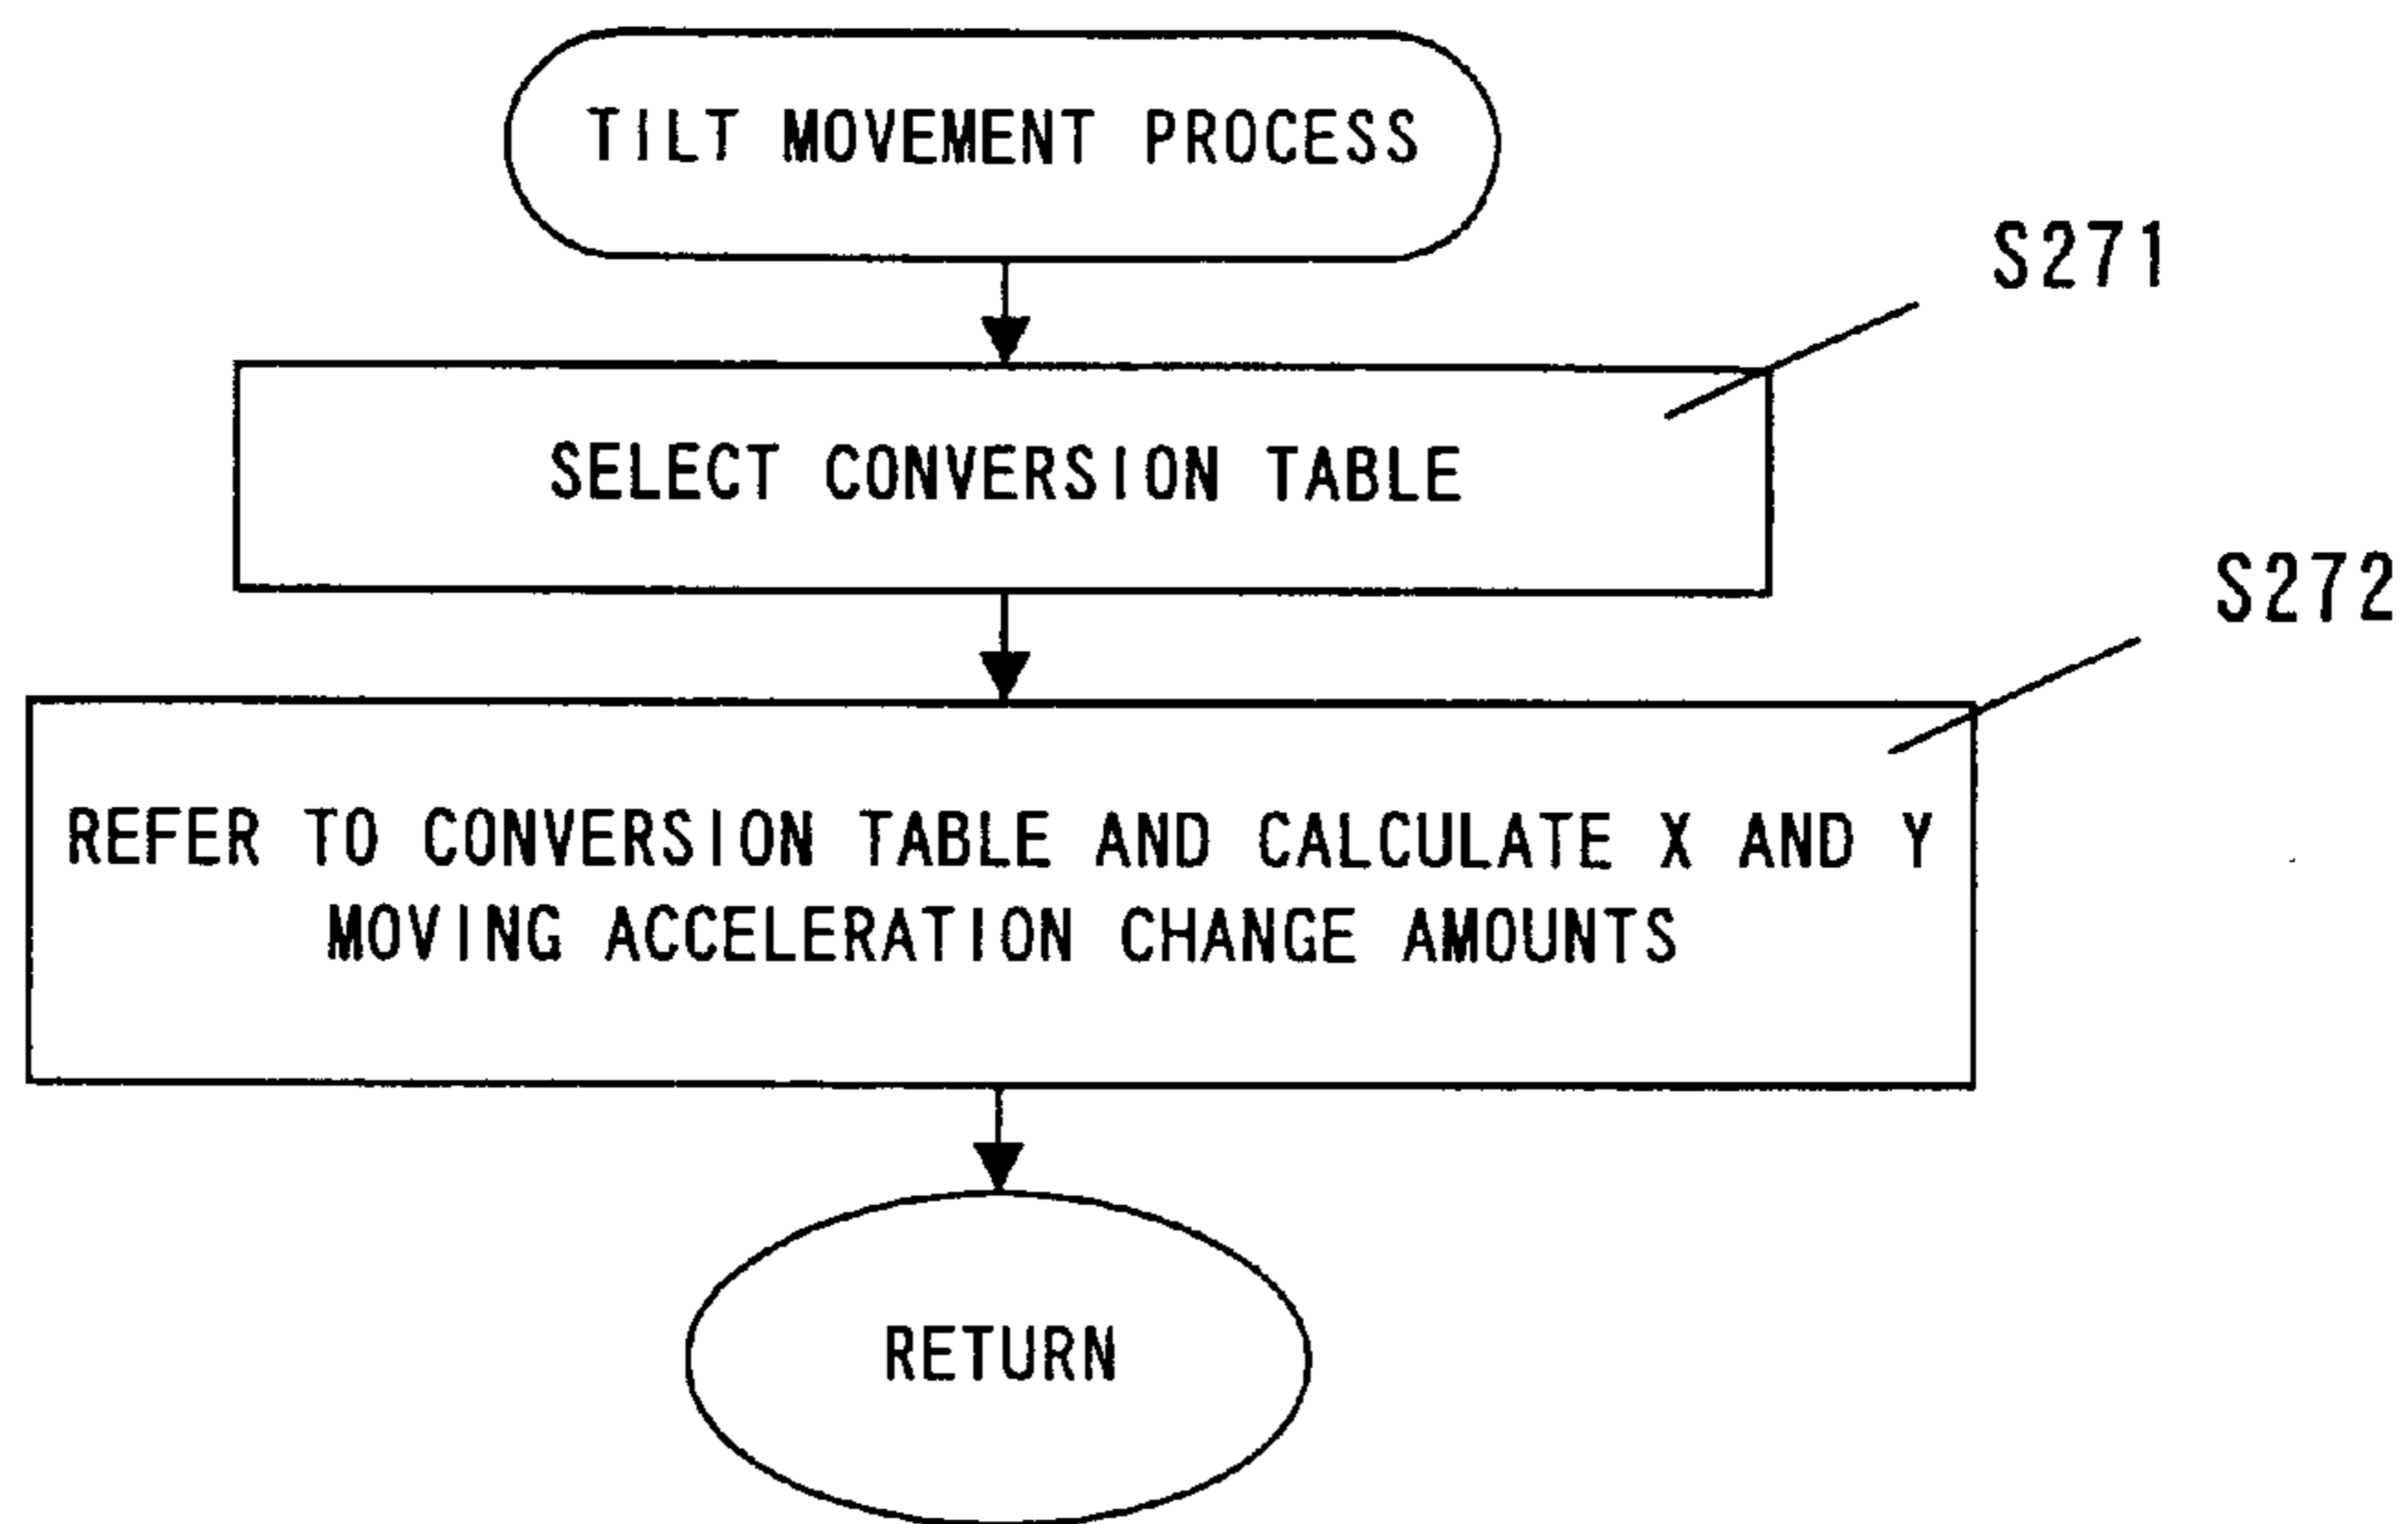 TILT MOVEMENT PROCESS
S271
SELECT CONVERSION TABLE
S272
REFER TO CONVERSION TABLE AND CALCULATE X AND Y
MOVING ACCELERATION CHANGE AMOUNTS
RETURN